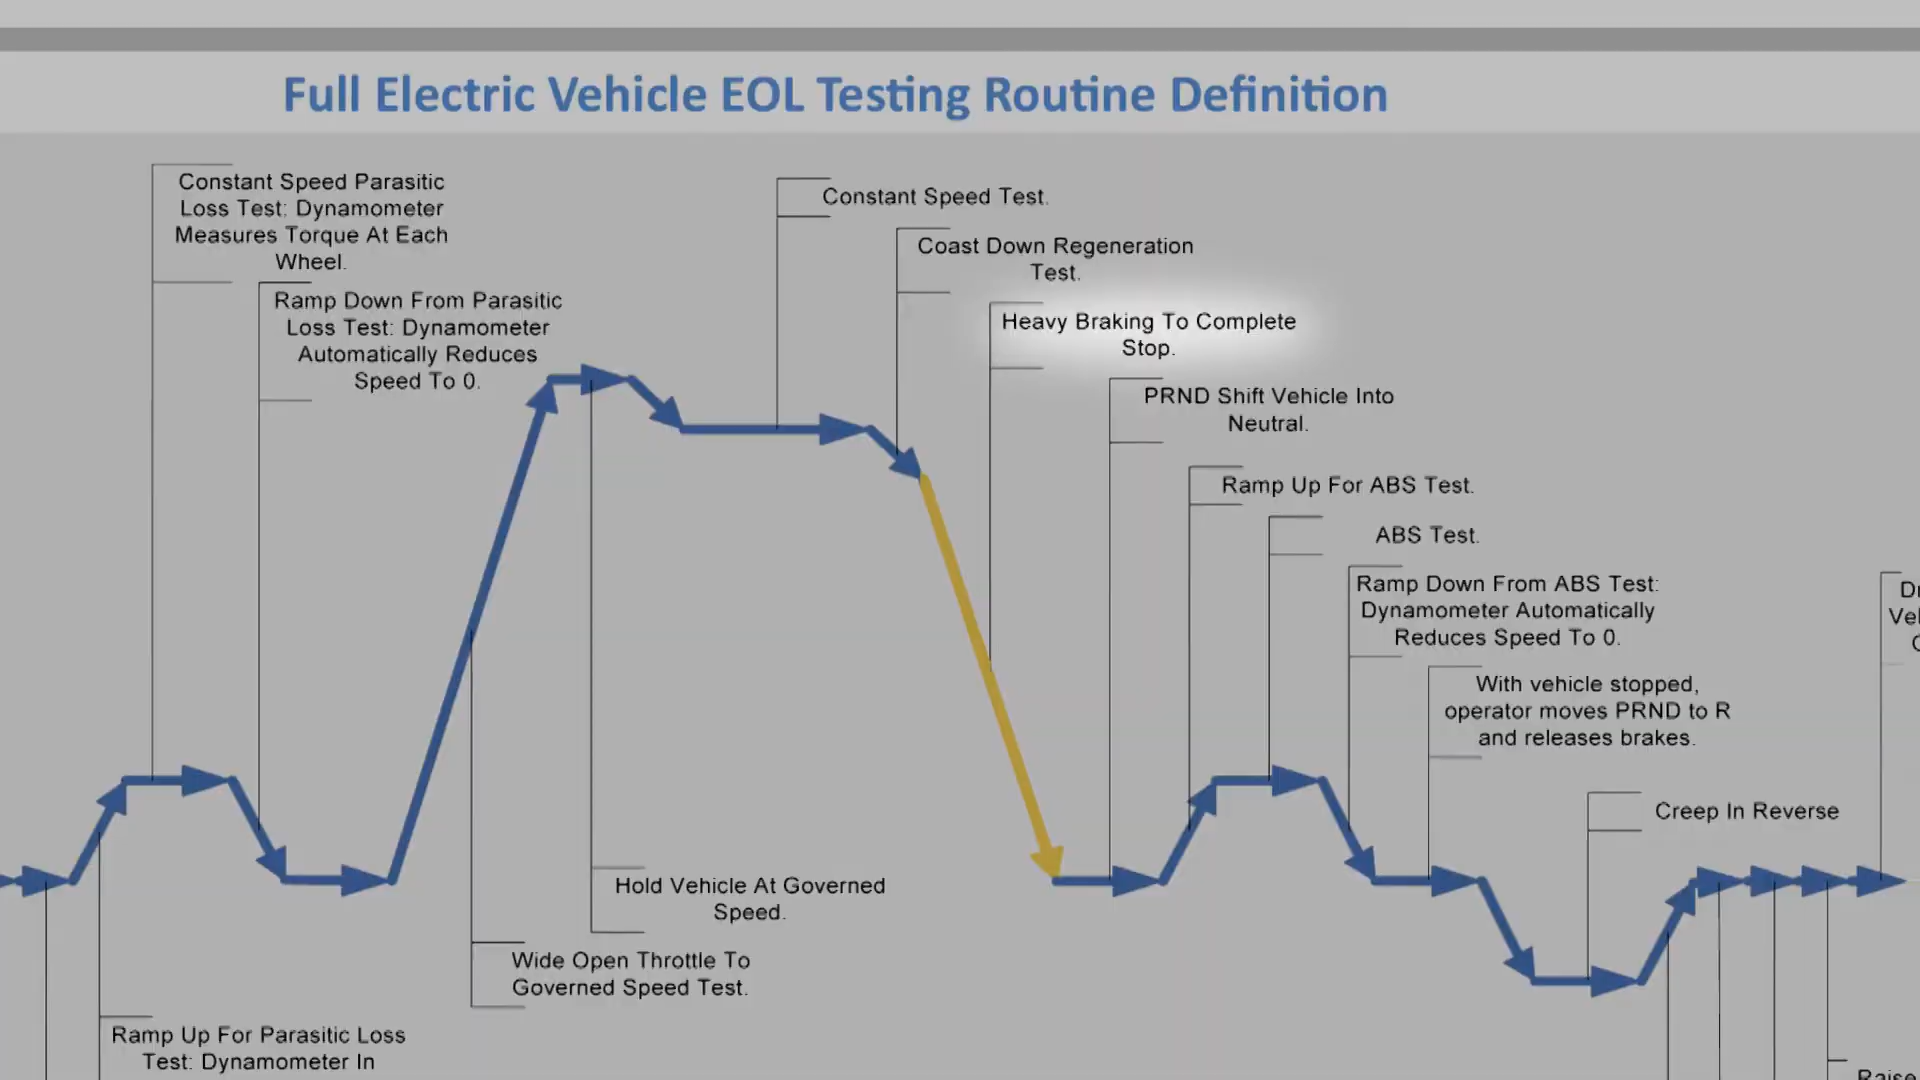 Full Electric Vehicle EOL Testing Routine Definition
Constant Speed Parasitic
Loss Test: Dynamometer
Measures Torque At Each
Wheel.
Ramp Down From Parasitic
Loss Test: Dynamometer
Automatically Reduces
Speed To 0.
Constant Speed Test.
Coast Down Regeneration
Test.
Heavy Braking To Complete
Stop.
PRND Shift Vehicle Into
Neutral.
Ramp Up For ABS Test.
ABS Test.
Ramp Down From ABS Test:
Dynamometer Automatically
Reduces Speed To 0.
With vehicle stopped,
operator moves PRND to R
and releases brakes.
Creep In Reverse
Hold Vehicle At Governed
Speed.
Wide Open Throttle To
Governed Speed Test.
Ramp Up For Parasitic Loss
Test: Dynamometer In
Raise